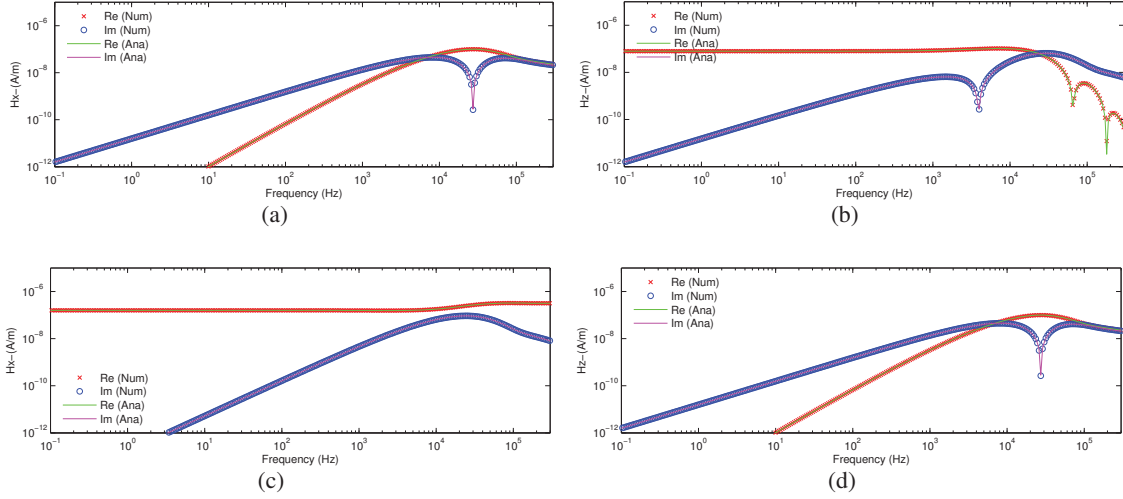 10^-6
10^-8
10^-10
10^-12
Hx-(A/m)
Re (Num)
Im (Num)
Re (Ana)
Im (Ana)
10^-1 10^0 10^1 10^2 10^3 10^4 10^5
Frequency (Hz)
(a)
10^-6
10^-8
10^-10
10^-12
Hz-(A/m)
Re (Num)
Im (Num)
Re (Ana)
Im (Ana)
10^-1 10^0 10^1 10^2 10^3 10^4 10^5
Frequency (Hz)
(b)
10^-6
10^-8
10^-10
10^-12
Hx-(A/m)
Re (Num)
Im (Num)
Re (Ana)
Im (Ana)
10^-1 10^0 10^1 10^2 10^3 10^4 10^5
Frequency (Hz)
(c)
10^-6
10^-8
10^-10
10^-12
Hz-(A/m)
Re (Num)
Im (Num)
Re (Ana)
Im (Ana)
10^-1 10^0 10^1 10^2 10^3 10^4 10^5
Frequency (Hz)
(d)